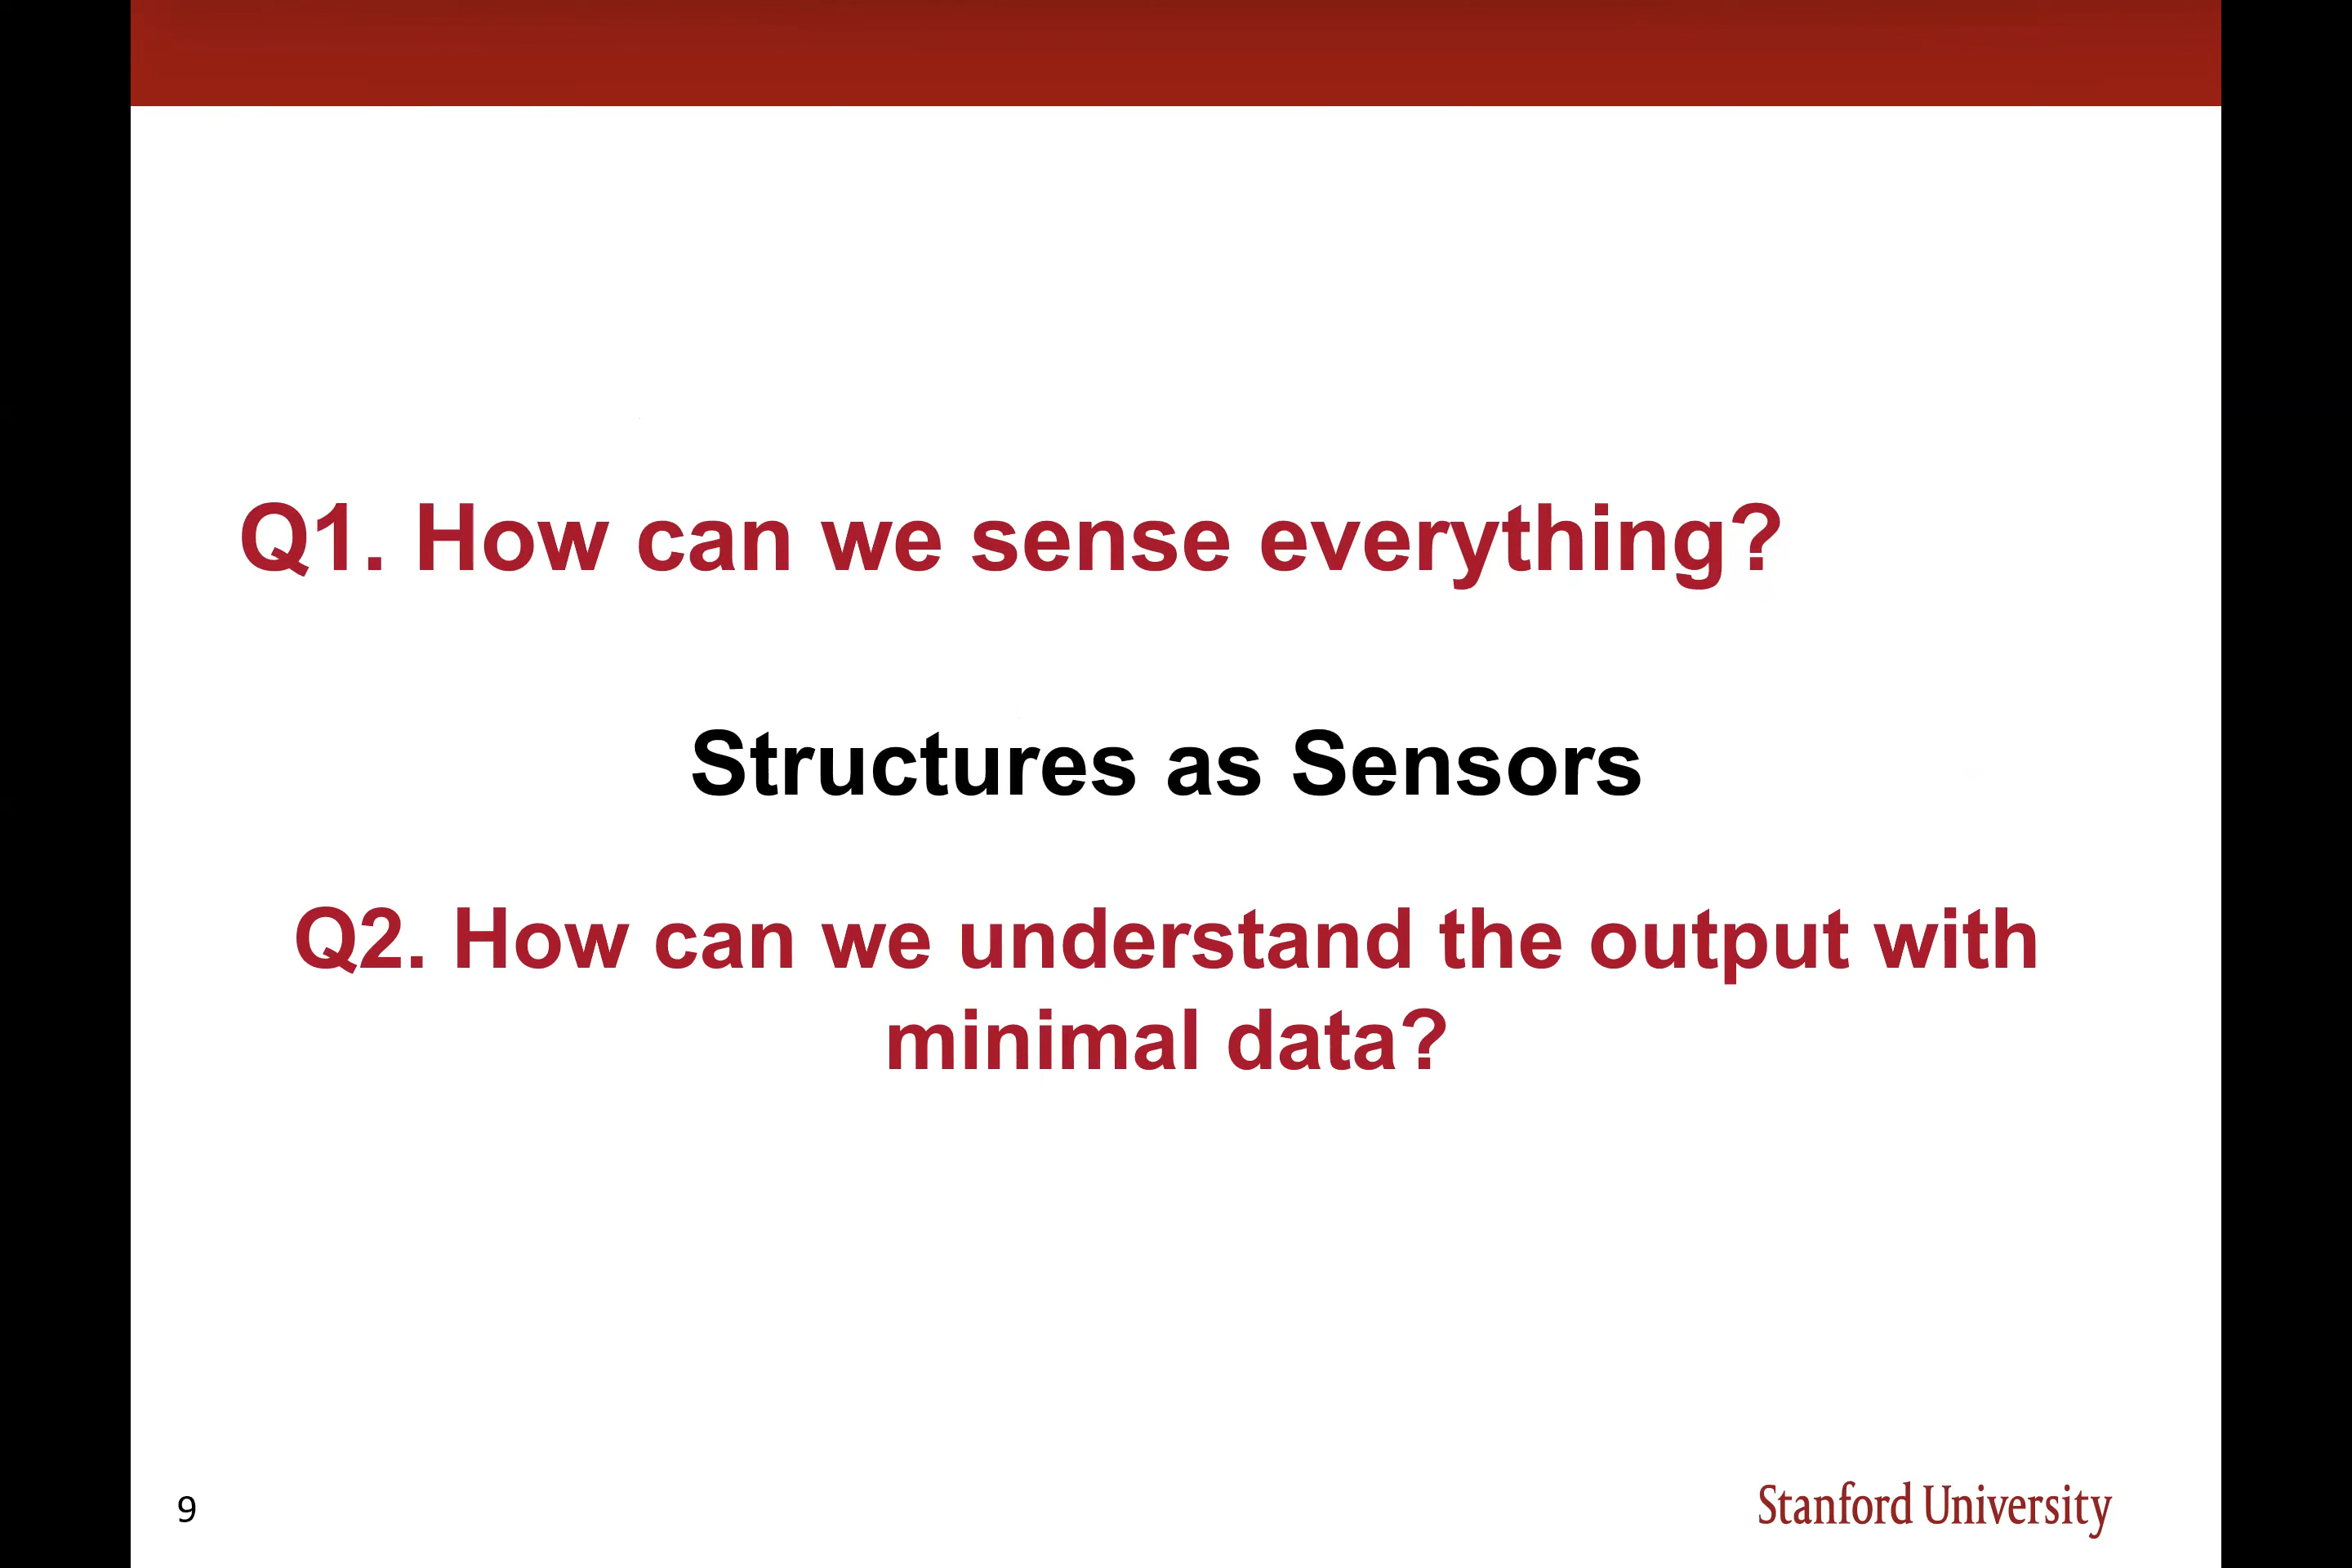 Q1. How can we sense everything?
Structures as Sensors
Q2. How can we understand the output with
minimal data?
9
Stanford University